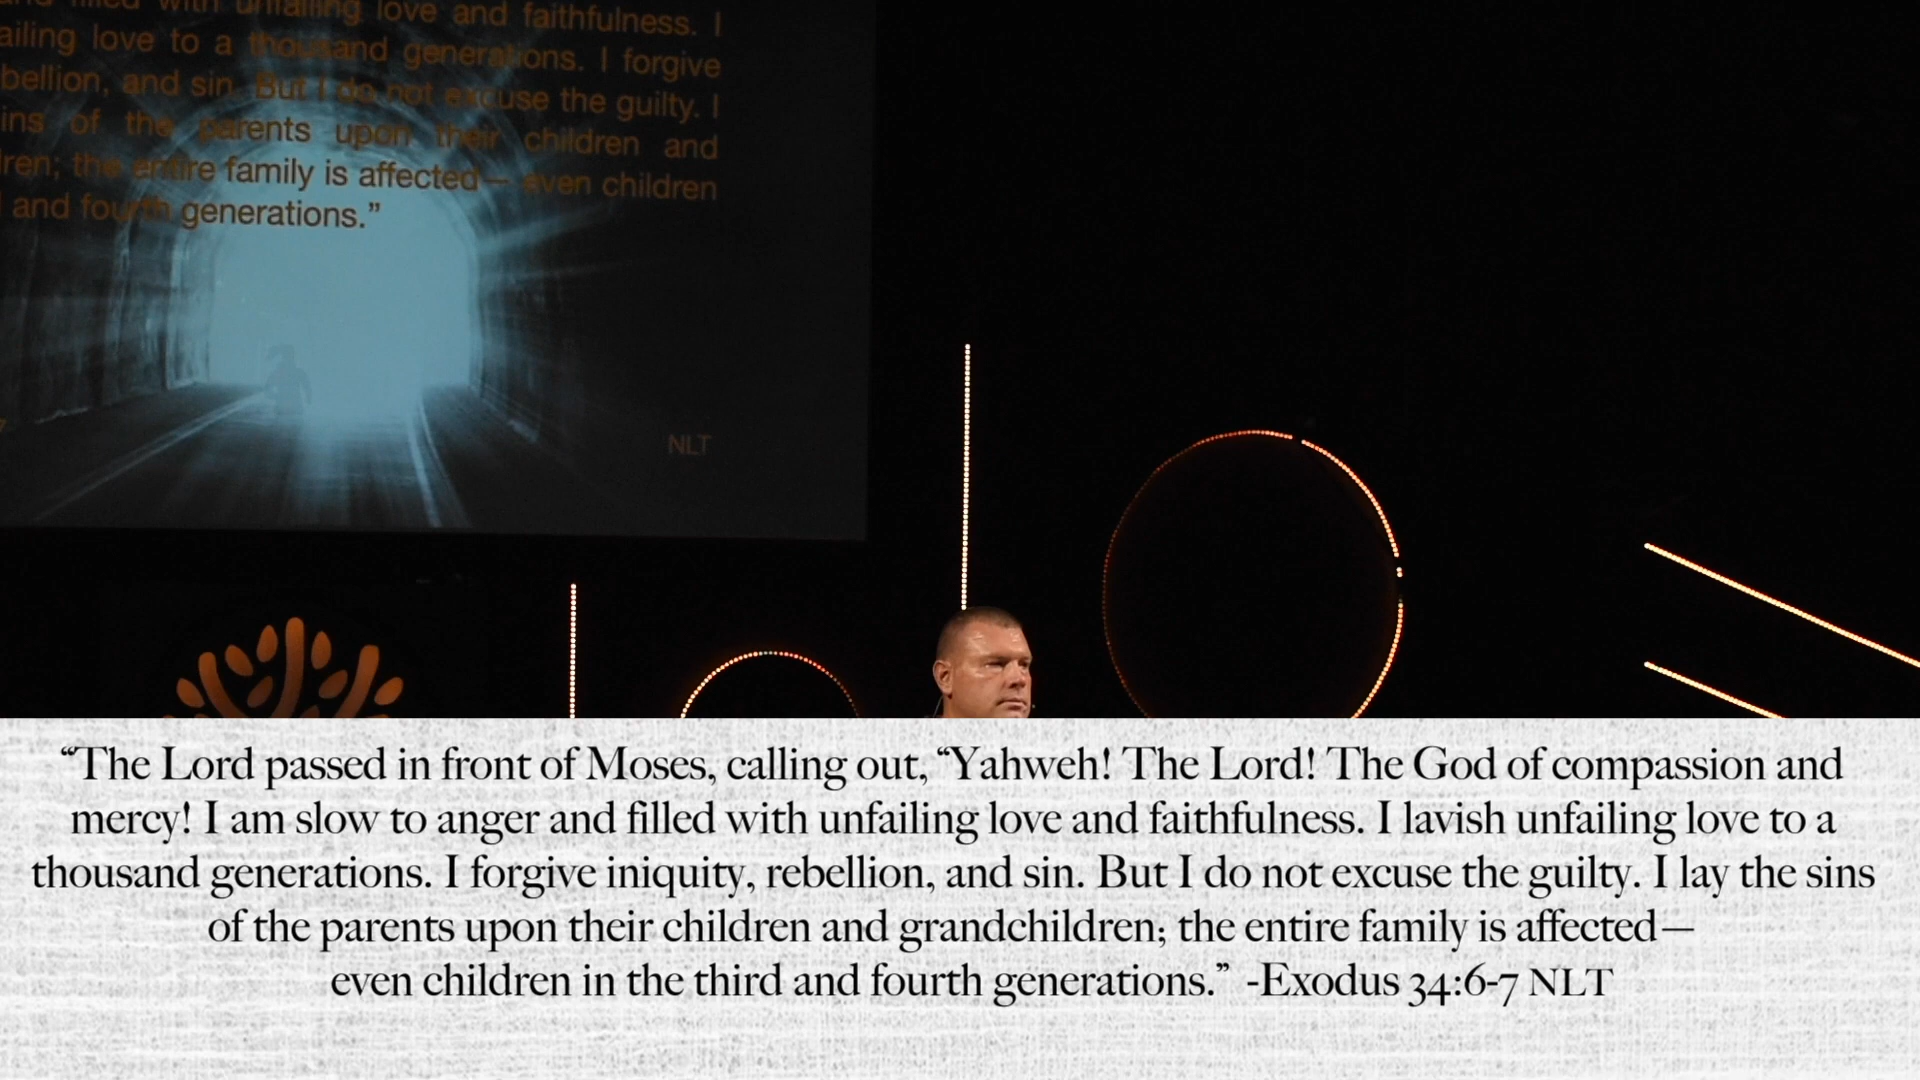 and filled with unfailing love and faithfulness. I
ailing love to a thousand generations. I forgive
bellion, and sin. But I do not excuse the guilty. I
ins of the parents upon their children and
dren; the entire family is affected— even children
and fourth generations.”
NLT
“The Lord passed in front of Moses, calling out, “Yahweh! The Lord! The God of compassion and
mercy! I am slow to anger and filled with unfailing love and faithfulness. I lavish unfailing love to a
thousand generations. I forgive iniquity, rebellion, and sin. But I do not excuse the guilty. I lay the sins
of the parents upon their children and grandchildren; the entire family is affected—
even children in the third and fourth generations.” -Exodus 34:6-7 NLT